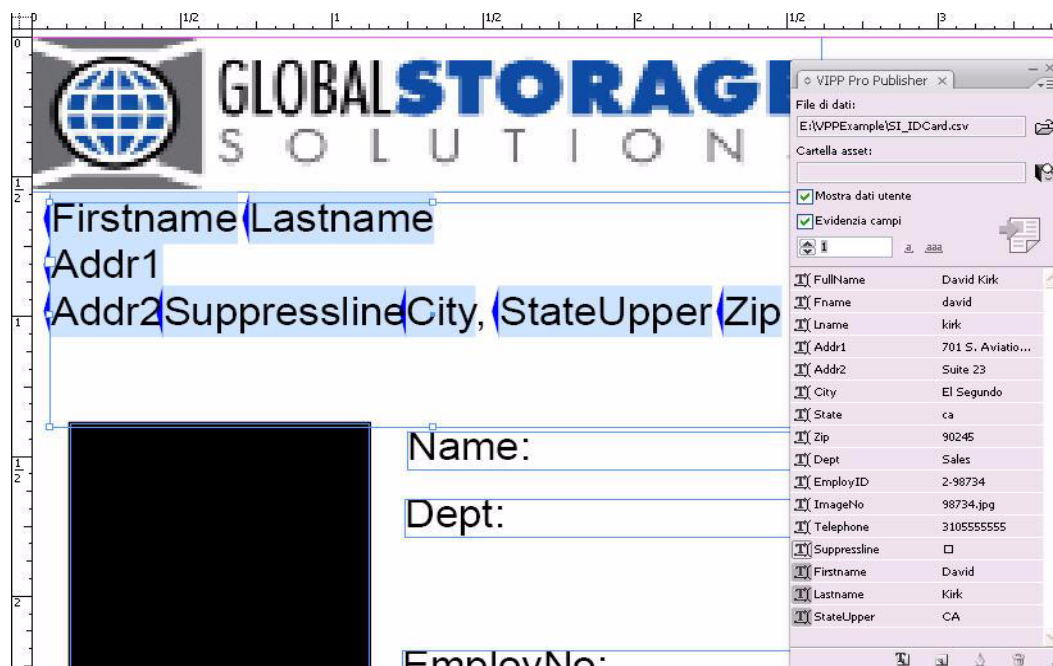 0 1/2 1 1/2 2 1/2 3
0
1/2
1
1/2
2
GLOBALSTORAGE
SOLUTION
Firstname Lastname
Addr1
Addr2SuppresslineCity, StateUpper Zip
Name:
Dept:
EmployNo:
VIPP Pro Publisher
File di dati:
E:\VPPExample\SI_IDCard.csv
Cartella asset:
Mostra dati utente
Evidenzia campi
1 a aaa
FullName David Kirk
Fname david
Lname kirk
Addr1 701 S. Aviatio...
Addr2 Suite 23
City El Segundo
State ca
Zip 90245
Dept Sales
EmployID 2-98734
ImageNo 98734.jpg
Telephone 3105555555
Suppressline
Firstname David
Lastname Kirk
StateUpper CA